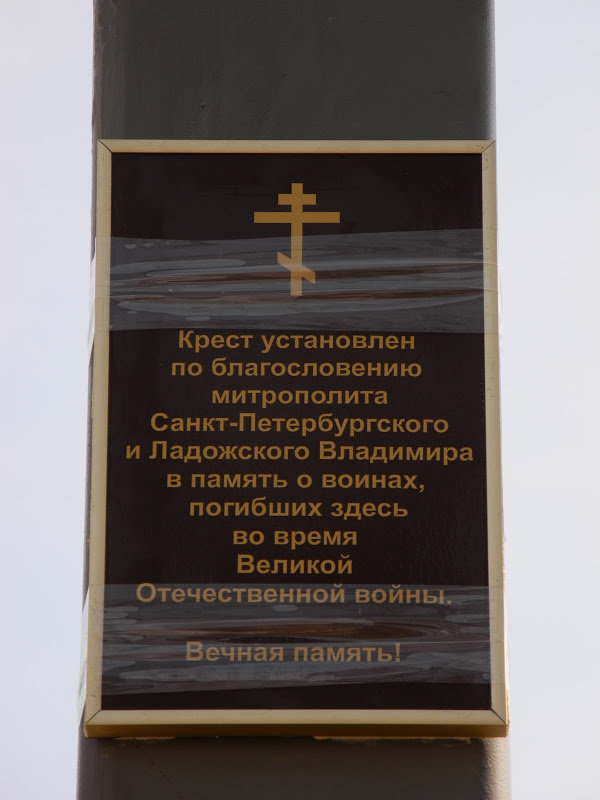 Крест установлен
по благословению
митрополита
Санкт-Петербургского
и Ладожского Владимира
в память о воинах,
погибших здесь
во время
Великой
Отечественной войны.
Вечная память!